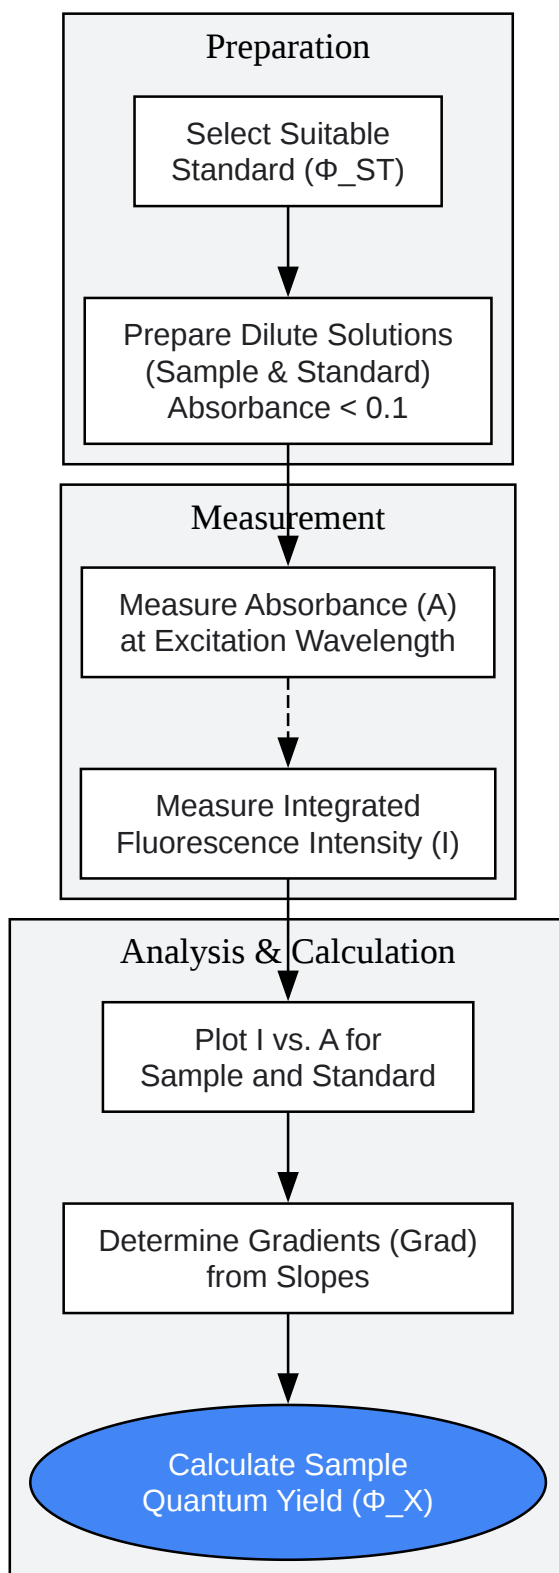 Preparation
Select Suitable
Standard (Φ_ST)
Prepare Dilute Solutions
(Sample & Standard)
Absorbance < 0.1
Measurement
Measure Absorbance (A)
at Excitation Wavelength
Measure Integrated
Fluorescence Intensity (I)
Analysis & Calculation
Plot I vs. A for
Sample and Standard
Determine Gradients (Grad)
from Slopes
Calculate Sample
Quantum Yield (Φ_X)